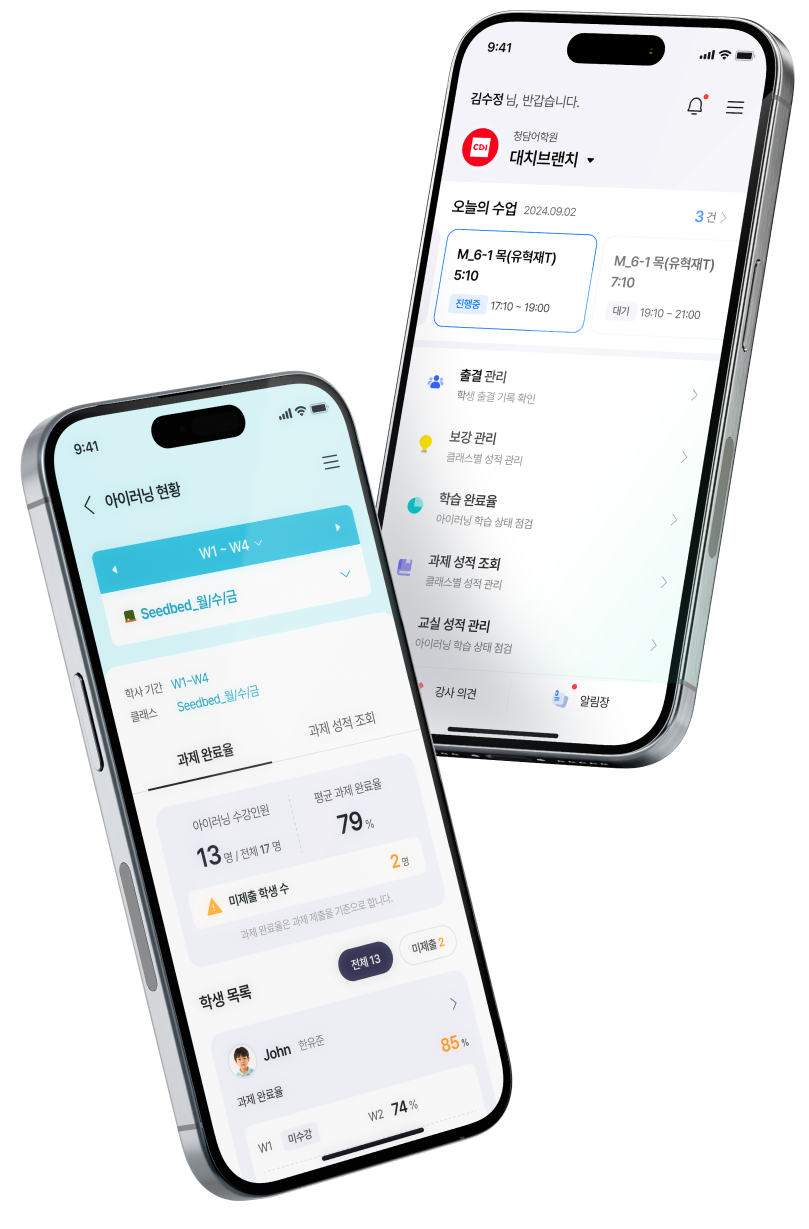 9:41
김수정 님, 반갑습니다.
청담어학원
CDI 대치브랜치
오늘의 수업 2024.09.02 3 건
M_6-1 목(유혁재T)
5:10
진행중 17:10 ~ 19:00
M_6-1 목(유혁재T)
7:10
대기 19:10 ~ 21:00
출결 관리
학생 출결 기록 확인
보강 관리
클래스별 성적 관리
학습 완료율
아이러닝 학습 상태 점검
과제 성적 조회
클래스별 성적 관리
교실 성적 관리
아이러닝 학습 상태 점검
강사 의견
알림장
9:41
아이러닝 현황
W1 ~ W4
Seedbed_월/수/금
학사 기간 W1~W4
클래스 Seedbed_월/수/금
과제 완료율 과제 성적 조회
아이러닝 수강인원
13 명 / 전체 17 명
평균 과제 완료율
79 %
미제출 학생 수 2 명
과제 완료율은 과제 제출율 기준으로 합니다.
학생 목록 전체 13 미제출 2
John 한유준
과제 완료율 85 %
W1 미수강 W2 74 %